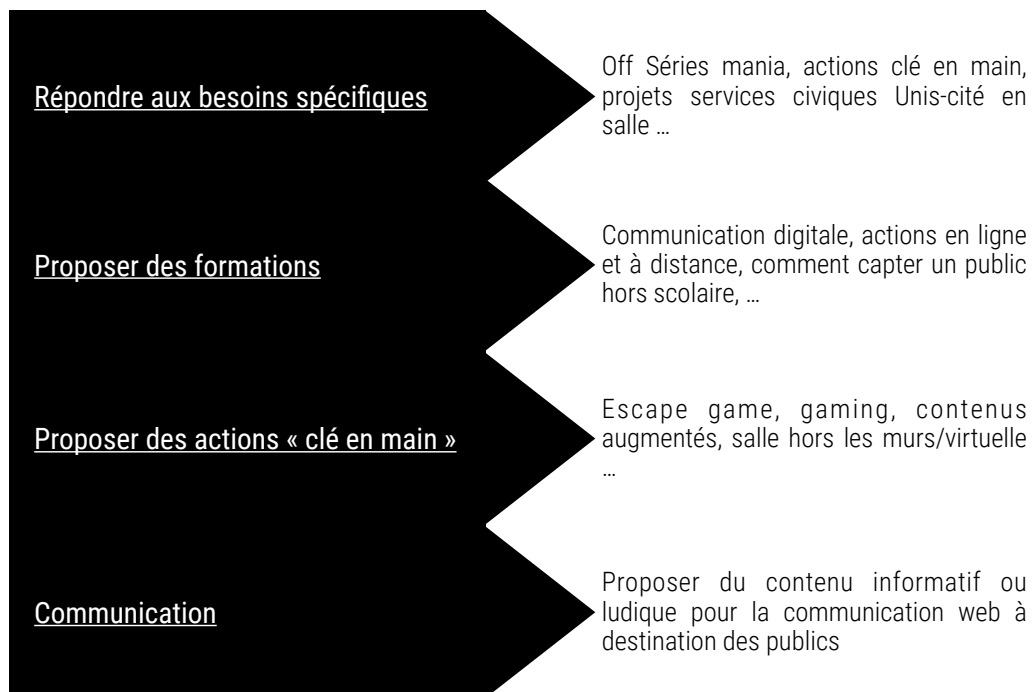 Répondre aux besoins spécifiques
Off Séries mania, actions clé en main,
projets services civiques Unis-cité en
salle ...
Proposer des formations
Communication digitale, actions en ligne
et à distance, comment capter un public
hors scolaire, ...
Proposer des actions « clé en main »
Escape game, gaming, contenus
augmentés, salle hors les murs/virtuelle
...
Communication
Proposer du contenu informatif ou
ludique pour la communication web à
destination des publics